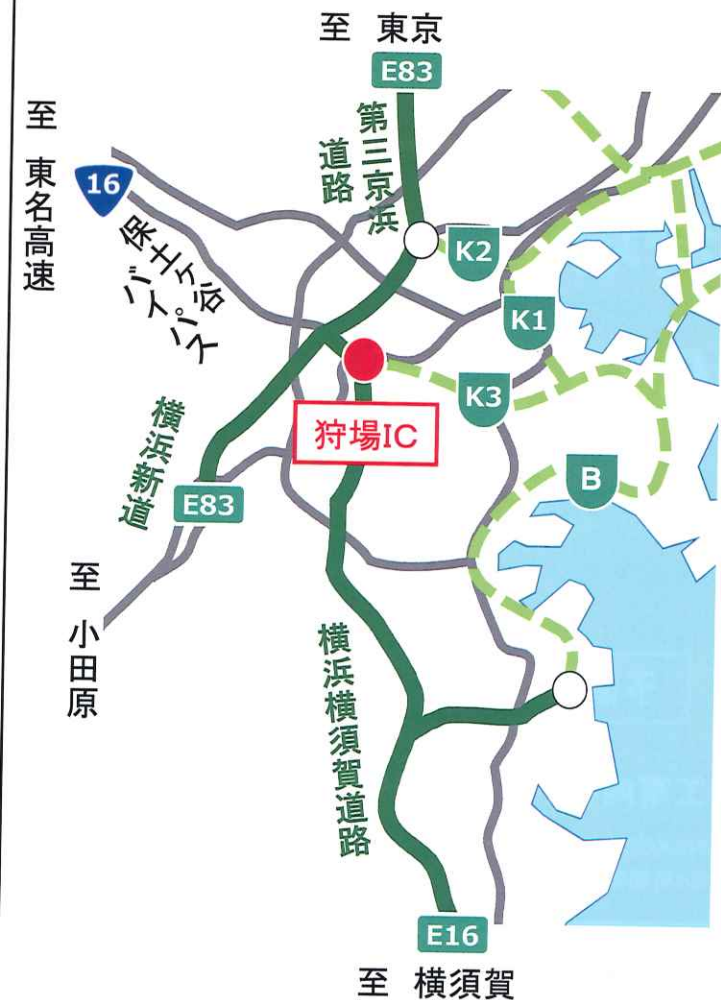 至 東京
E83
第三京浜
道路
至 東名高速
16
保土ヶ谷
バイパス
K2
K1
K3
狩場IC
横浜新道
E83
B
至 小田原
横浜横須賀道路
E16
至 横須賀